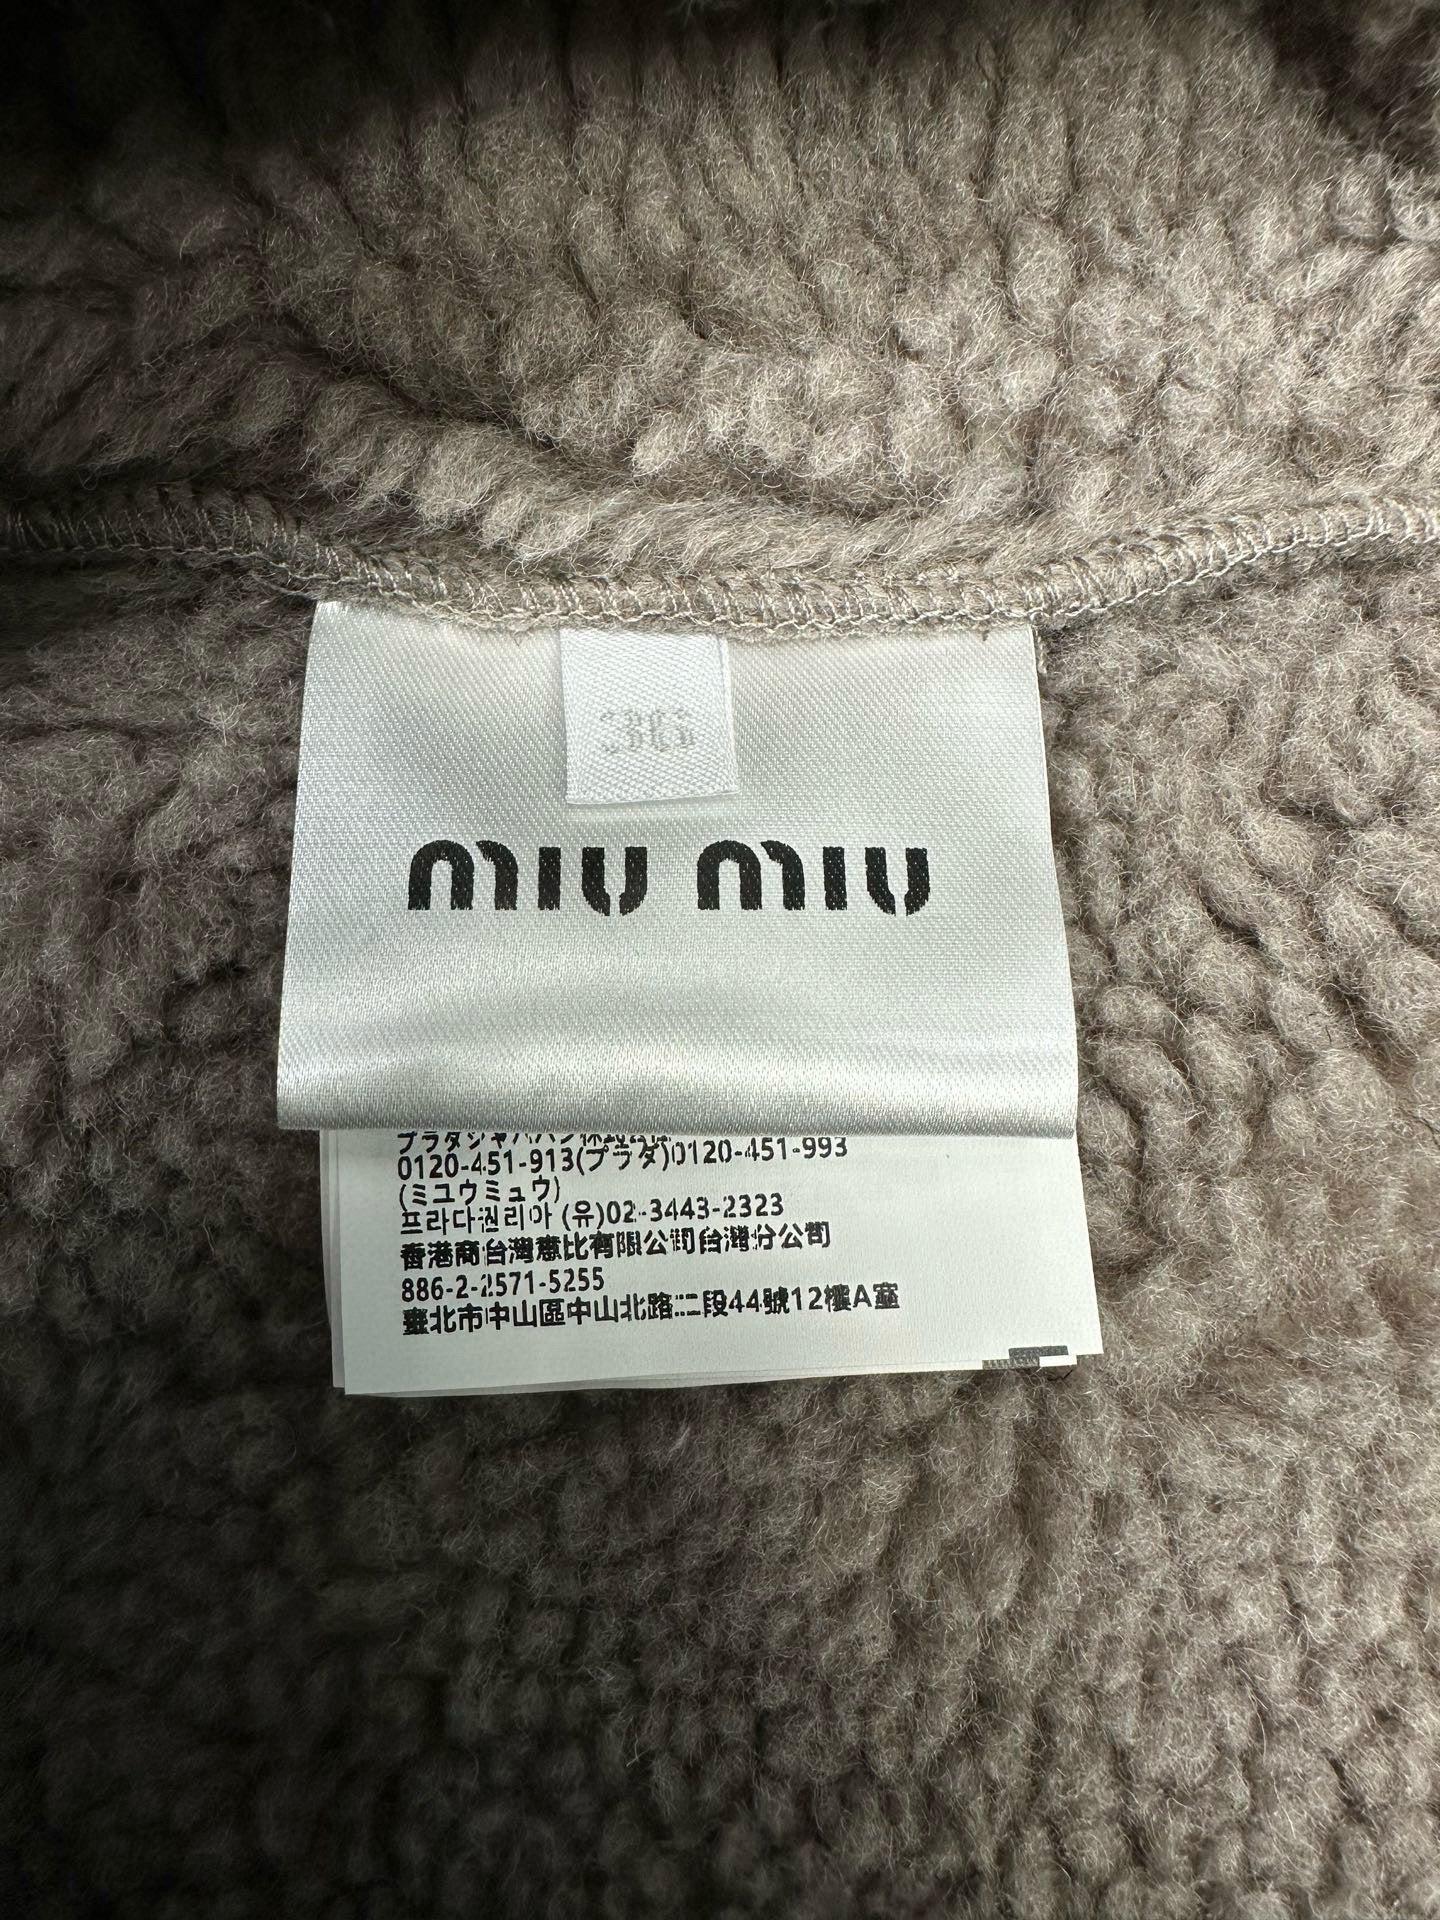 miu miu
0120-451-913(プラダ)0120-451-993
(ミユウミュウ)
프라다코리아 (유)02-3443-2323
香港商台灣惠比有限公司台灣分公司
886-2-2571-5255
臺北市中山區中山北路二段44號12樓A室